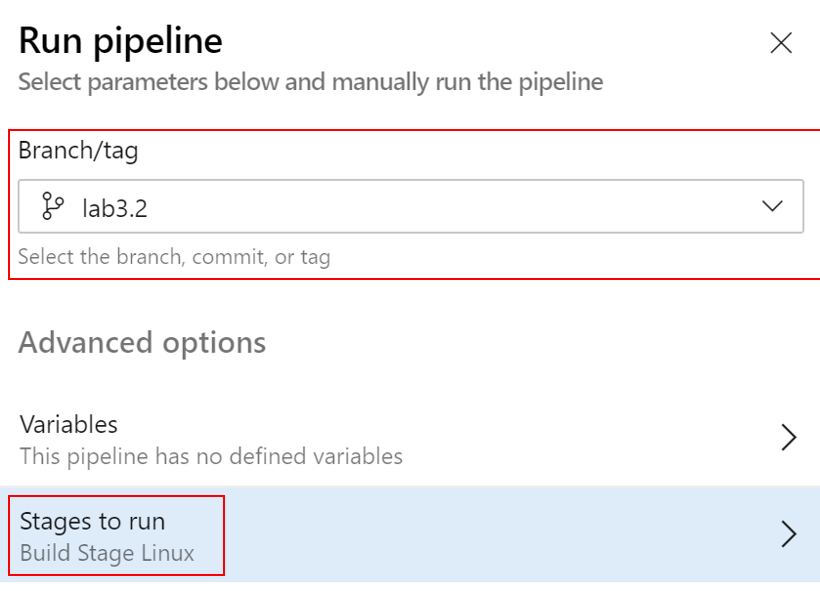 Run pipeline
Select parameters below and manually run the pipeline
Branch/tag
lab3.2
Select the branch, commit, or tag
Advanced options
Variables
This pipeline has no defined variables
Stages to run
Build Stage Linux